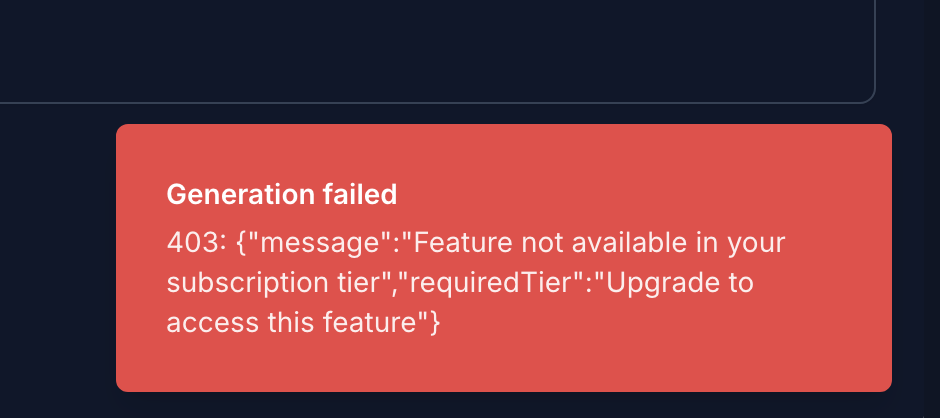 Generation failed
403: {"message":"Feature not available in your
subscription tier","requiredTier":"Upgrade to
access this feature"}